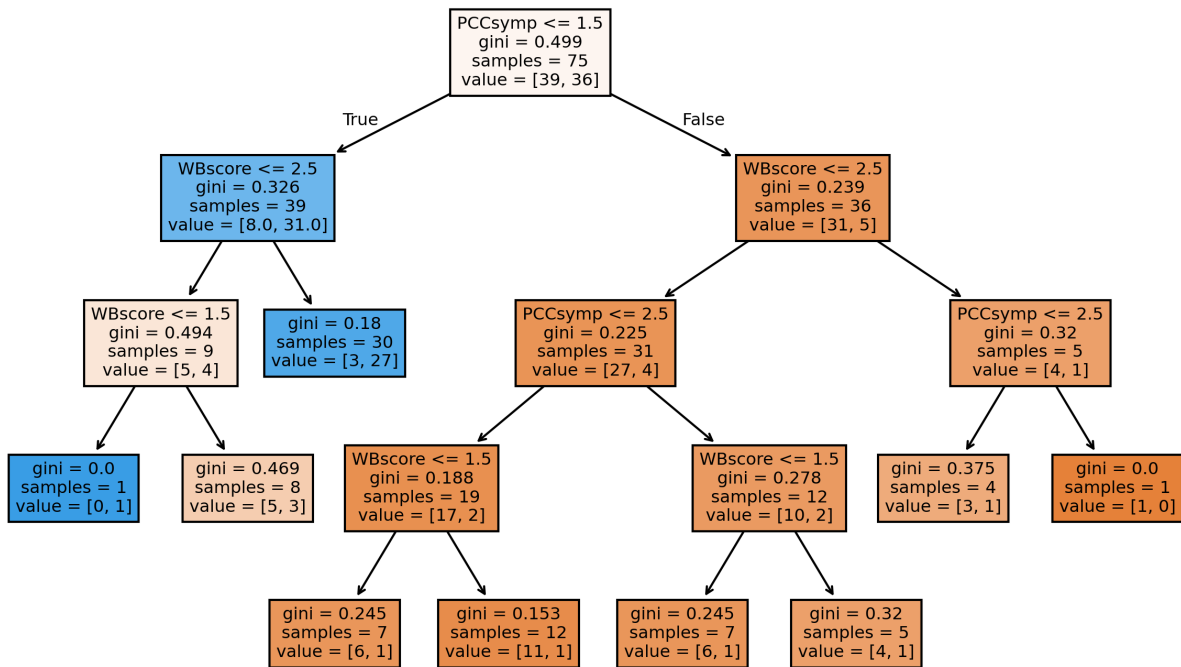 PCCsymp <= 1.5
gini = 0.499
samples = 75
value = [39, 36]
True
False
WBscore <= 2.5
gini = 0.326
samples = 39
value = [8.0, 31.0]
WBscore <= 2.5
gini = 0.239
samples = 36
value = [31, 5]
WBscore <= 1.5
gini = 0.494
samples = 9
value = [5, 4]
gini = 0.18
samples = 30
value = [3, 27]
PCCsymp <= 2.5
gini = 0.225
samples = 31
value = [27, 4]
PCCsymp <= 2.5
gini = 0.32
samples = 5
value = [4, 1]
gini = 0.0
samples = 1
value = [0, 1]
gini = 0.469
samples = 8
value = [5, 3]
WBscore <= 1.5
gini = 0.188
samples = 19
value = [17, 2]
WBscore <= 1.5
gini = 0.278
samples = 12
value = [10, 2]
gini = 0.375
samples = 4
value = [3, 1]
gini = 0.0
samples = 1
value = [1, 0]
gini = 0.245
samples = 7
value = [6, 1]
gini = 0.153
samples = 12
value = [11, 1]
gini = 0.245
samples = 7
value = [6, 1]
gini = 0.32
samples = 5
value = [4, 1]